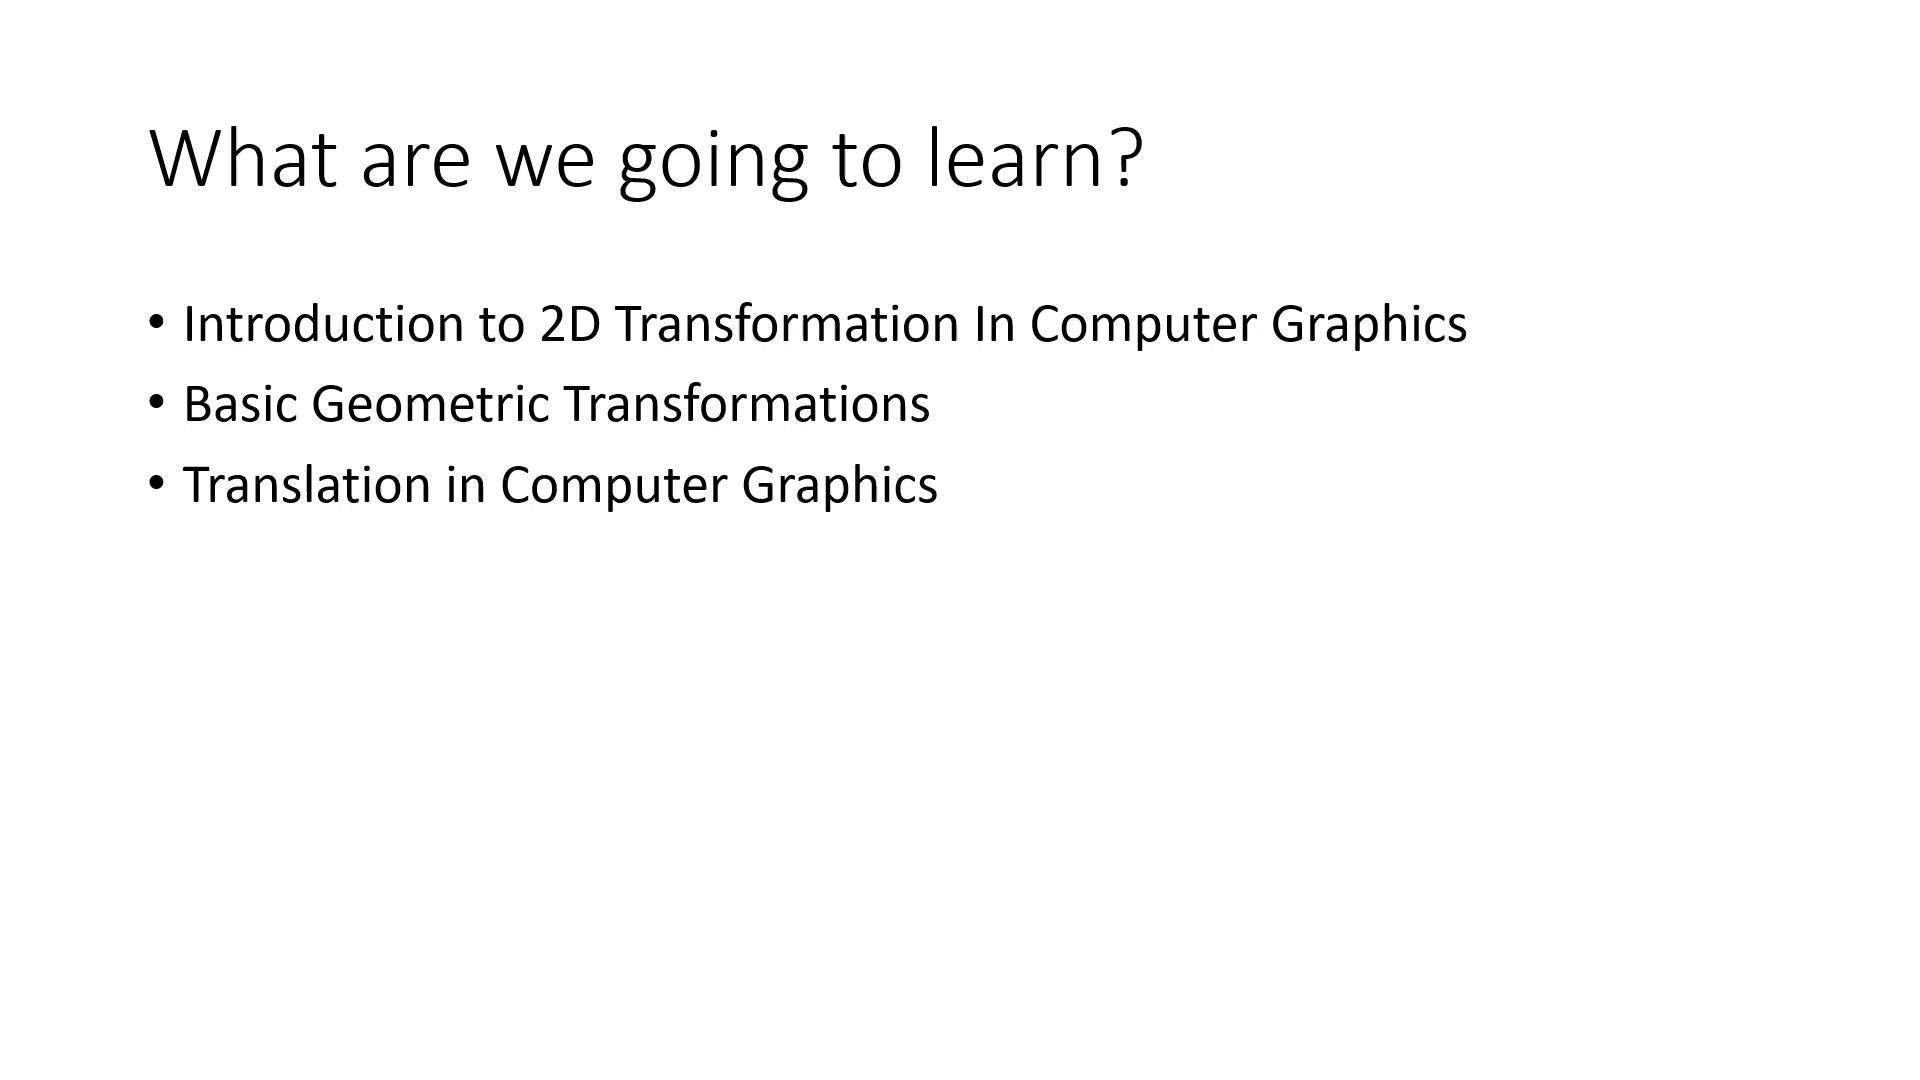 What are we going to learn?
• Introduction to 2D Transformation In Computer Graphics
• Basic Geometric Transformations
• Translation in Computer Graphics